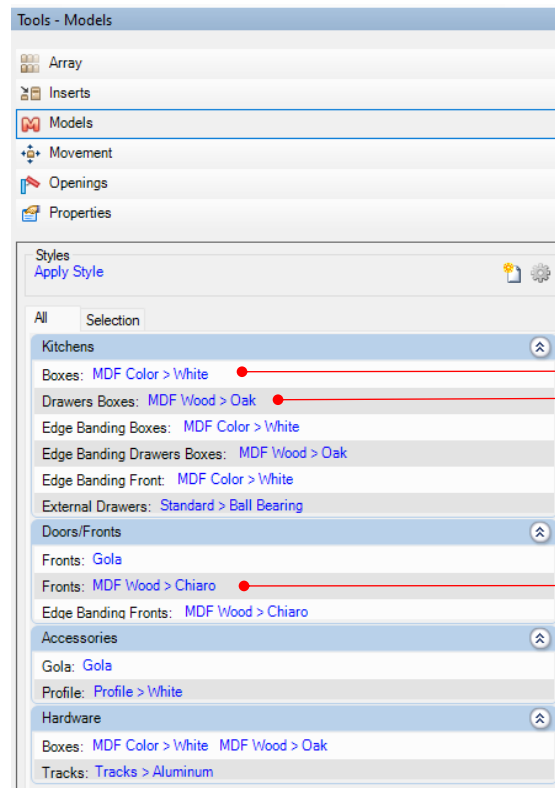 Tools - Models
Array
Inserts
Models
Movement
Openings
Properties
Styles
Apply Style
All Selection
Kitchens
Boxes: MDF Color > White
Drawers Boxes: MDF Wood > Oak
Edge Banding Boxes: MDF Color > White
Edge Banding Drawers Boxes: MDF Wood > Oak
Edge Banding Front: MDF Color > White
External Drawers: Standard > Ball Bearing
Doors/Fronts
Fronts: Gola
Fronts: MDF Wood > Chiaro
Edge Banding Fronts: MDF Wood > Chiaro
Accessories
Gola: Gola
Profile: Profile > White
Hardware
Boxes: MDF Color > White MDF Wood > Oak
Tracks: Tracks > Aluminum